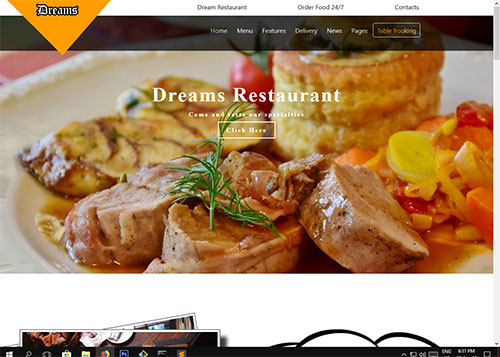 Dreams
Dream Restaurant Order Food 24/7 Contacts
Home Menu Features Delivery News Pages Table Booking
Dreams Restaurant
Come and taste our specialties
Click Here
ENG 6:31 PM